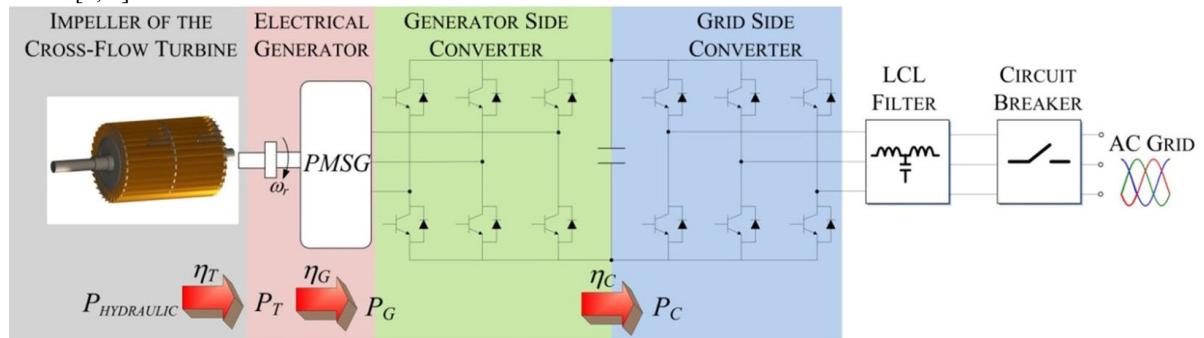 IMPELLER OF THE
CROSS-FLOW TURBINE
ELECTRICAL
GENERATOR
GENERATOR SIDE
CONVERTER
GRID SIDE
CONVERTER
LCL
FILTER
CIRCUIT
BREAKER
AC GRID
PMSG
ωr
ηT
ηG
ηC
PHYDRAULIC
PT
PG
PC